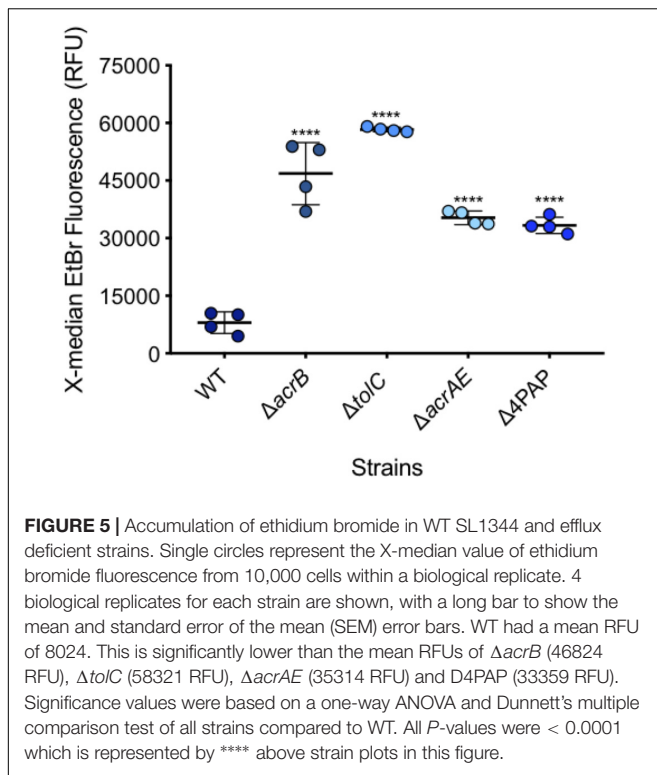 75000
60000
45000
30000
15000
0
X-median EtBr Fluorescence (RFU)
****
****
****
****
WT
ΔacrB
ΔtolC
ΔacrAE
Δ4PAP
Strains
FIGURE 5 | Accumulation of ethidium bromide in WT SL1344 and efflux
deficient strains. Single circles represent the X-median value of ethidium
bromide fluorescence from 10,000 cells within a biological replicate. 4
biological replicates for each strain are shown, with a long bar to show the
mean and standard error of the mean (SEM) error bars. WT had a mean RFU
of 8024. This is significantly lower than the mean RFUs of ΔacrB (46824
RFU), ΔtolC (58321 RFU), ΔacrAE (35314 RFU) and D4PAP (33359 RFU).
Significance values were based on a one-way ANOVA and Dunnett's multiple
comparison test of all strains compared to WT. All P-values were < 0.0001
which is represented by **** above strain plots in this figure.